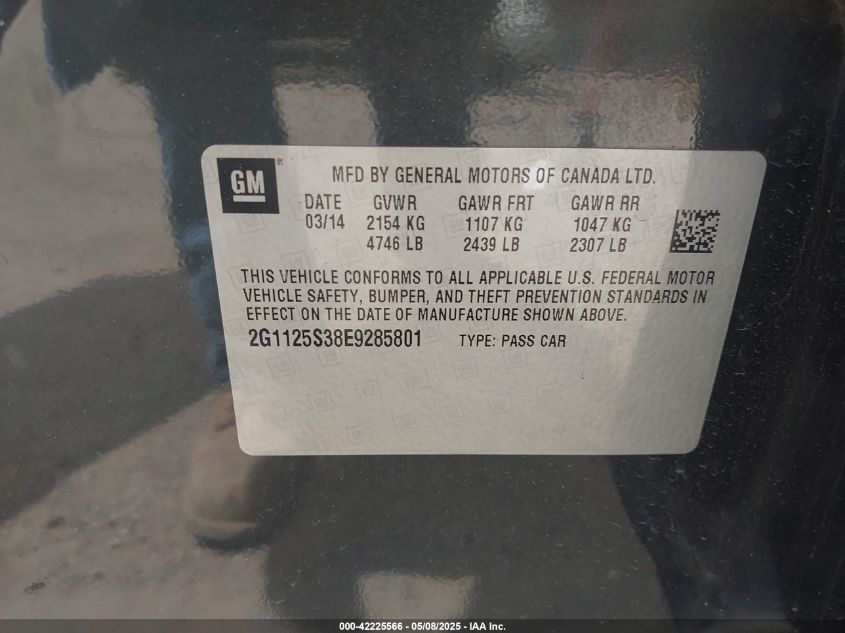 GM
MFD BY GENERAL MOTORS OF CANADA LTD.
DATE GVWR GAWR FRT GAWR RR
03/14 2154 KG 1107 KG 1047 KG
4746 LB 2439 LB 2307 LB
THIS VEHICLE CONFORMS TO ALL APPLICABLE U.S. FEDERAL MOTOR
VEHICLE SAFETY, BUMPER, AND THEFT PREVENTION STANDARDS IN
EFFECT ON THE DATE OF MANUFACTURE SHOWN ABOVE.
2G1125S38E9285801 TYPE: PASS CAR
000-42225566 - 05/08/2025 - IAA Inc.